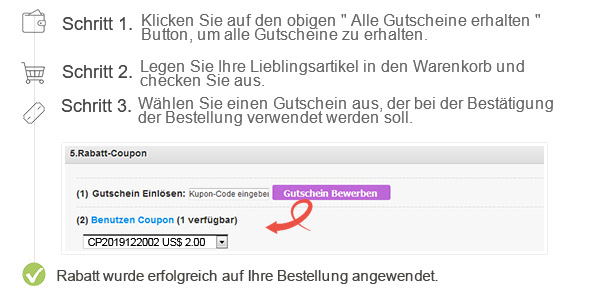 Schritt 1. Klicken Sie auf den obigen " Alle Gutscheine erhalten "
Button, um alle Gutscheine zu erhalten.
Schritt 2. Legen Sie Ihre Lieblingsartikel in den Warenkorb und
checken Sie aus.
Schritt 3. Wählen Sie einen Gutschein aus, der bei der Bestätigung
der Bestellung verwendet werden soll.
5.Rabatt-Coupon
(1) Gutschein Einlösen: Kupon-Code eingeber Gutschein Bewerben
(2) Benutzen Coupon (1 verfügbar)
CP2019122002 US$ 2.00
Rabatt wurde erfolgreich auf Ihre Bestellung angewendet.